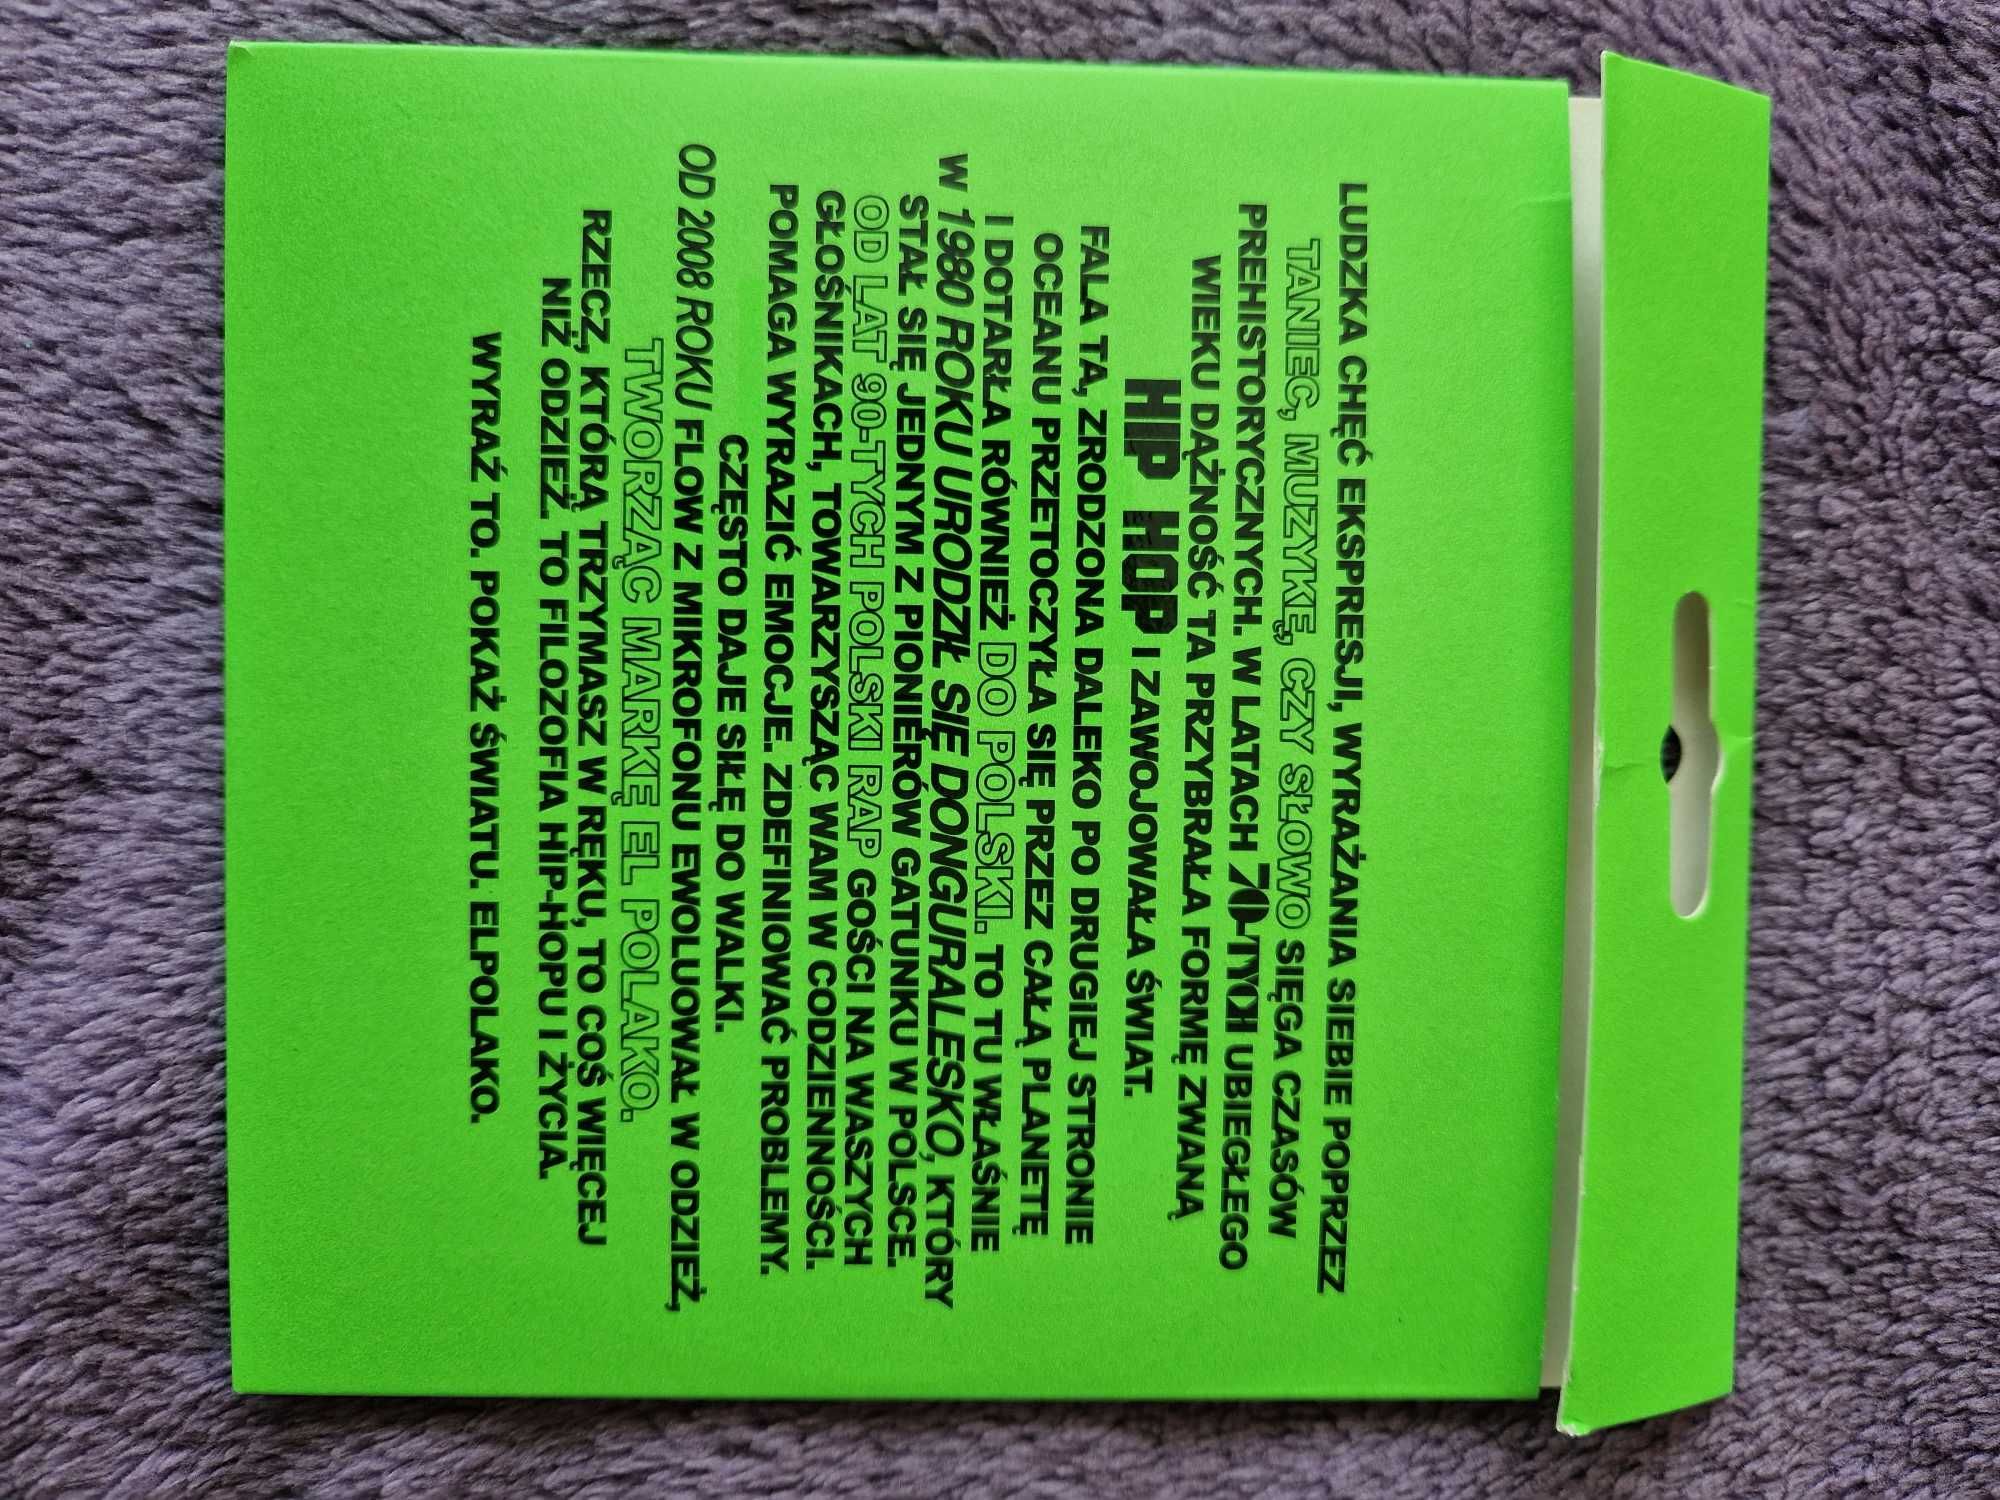 LUDZKA CHĘĆ EKSPRESJI, WYRAŻANIA SIEBIE POPRZEZ
TANIEC, MUZYKĘ, CZY SŁOWO SIĘGA CZASÓW
PREHISTORYCZNYCH. W LATACH 70-TYCH UBIEGŁEGO
WIEKU DĄŻNOŚĆ TA PRZYBRAŁA FORMĘ ZWANĄ
HIP HOP I ZAWOJOWAŁA ŚWIAT.
FALA TA, ZRODZONA DALEKO PO DRUGIEJ STRONIE
OCEANU PRZETOCZYŁA SIĘ PRZEZ CAŁĄ PLANETĘ
I DOTARŁA RÓWNIEŻ DO POLSKI. TO TU WŁAŚNIE
W 1980 ROKU URODZIŁ SIĘ DONGURALESKO, KTÓRY
STAŁ SIĘ JEDNYM Z PIONIERÓW GATUNKU W POLSCE.
OD LAT 90-TYCH POLSKI RAP GOŚCI NA WASZYCH
GŁOŚNIKACH, TOWARZYSZĄC WAM W CODZIENNOŚCI.
POMAGA WYRAZIĆ EMOCJE. ZDEFINIOWAĆ PROBLEMY.
CZĘSTO DAJE SIŁĘ DO WALKI.
OD 2008 ROKU FLOW Z MIKROFONU EWOLUOWAŁ W ODZIEŻ,
TWORZĄC MARKĘ EL POLAKO.
RZECZ, KTÓRĄ TRZYMASZ W RĘKU, TO COŚ WIĘCEJ
NIŻ ODZIEŻ. TO FILOZOFIA HIP-HOPU I ŻYCIA.
WYRAŹ TO. POKAŻ ŚWIATU. ELPOLAKO.